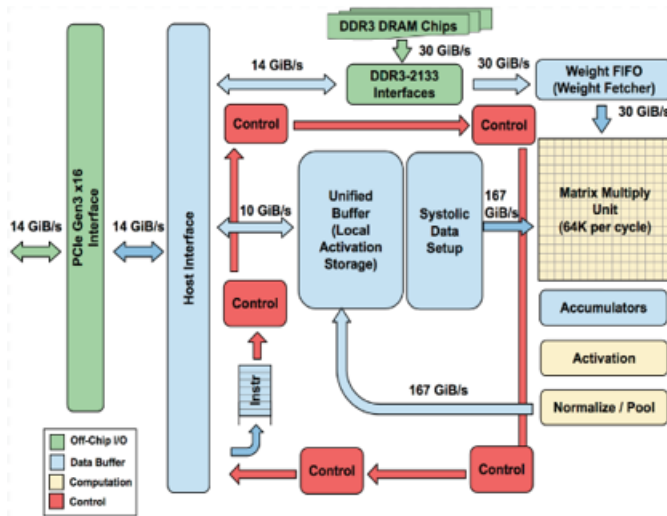 DDR3 DRAM Chips
30 GiB/s
14 GiB/s
DDR3-2133
Interfaces
30 GiB/s
Weight FIFO
(Weight Fetcher)
30 GiB/s
Control
Control
PCIe Gen3 x16
Interface
14 GiB/s
14 GiB/s
Host Interface
10 GiB/s
Unified
Buffer
(Local
Activation
Storage)
Systolic
Data
Setup
167
GiB/s
Matrix Multiply
Unit
(64K per cycle)
Control
Accumulators
Activation
Normalize / Pool
167 GiB/s
Instr
Control
Control
Off-Chip I/O
Data Buffer
Computation
Control